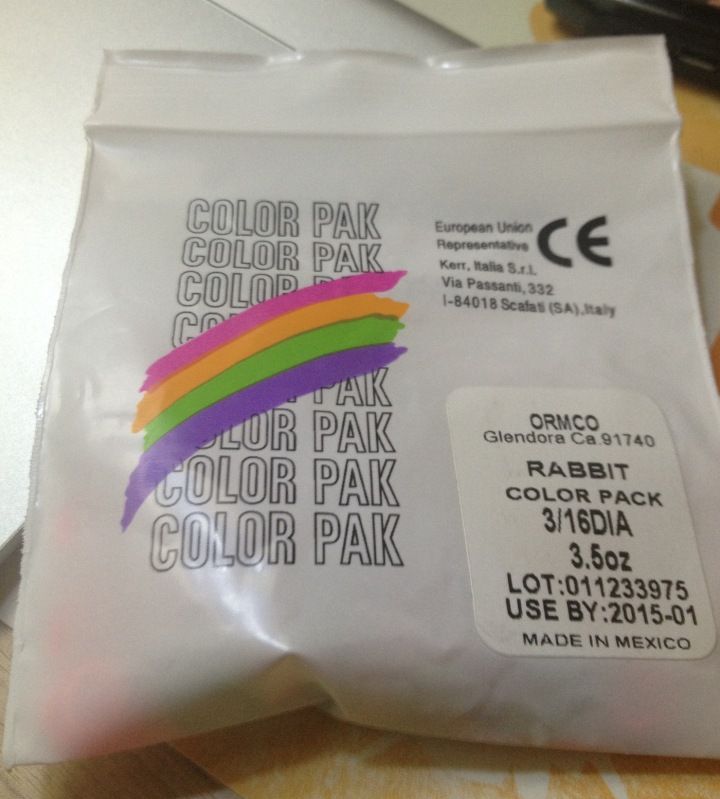 COLOR PAK
COLOR PAK
COLOR PAK
PAK
COLOR PAK
COLOR PAK
COLOR PAK
European Union
Representative
CE
Kerr, Italia S.r.l.
Via Passanti, 332
I-84018 Scafati (SA), Italy
ORMCO
Glendora Ca.91740
RABBIT
COLOR PACK
3/16DIA
3.5oz
LOT:011233975
USE BY:2015-01
MADE IN MEXICO